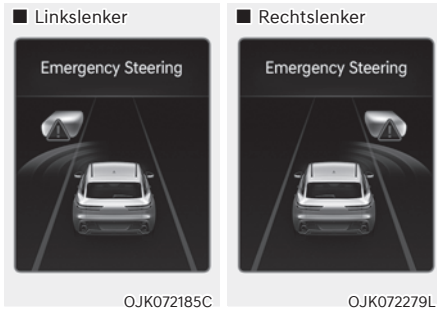 ■ Linkslenker
Emergency Steering
OJK072185C
■ Rechtslenker
Emergency Steering
OJK072279L